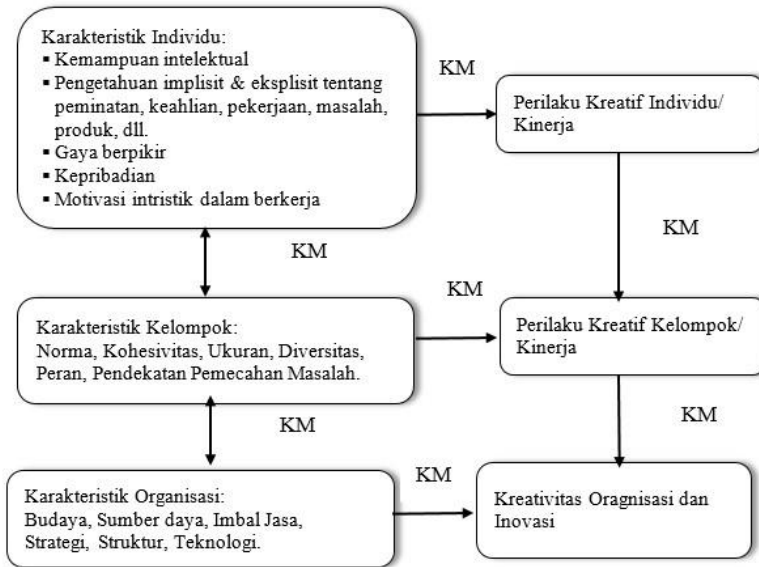 Karakteristik Individu:
▪ Kemampuan intelektual
▪ Pengetahuan implisit & eksplisit tentang
peminatan, keahlian, pekerjaan, masalah,
produk, dll.
▪ Gaya berpikir
▪ Kepribadian
▪ Motivasi intristik dalam berkerja
KM
Perilaku Kreatif Individu/
Kinerja
KM
KM
Karakteristik Kelompok:
Norma, Kohesivitas, Ukuran, Diversitas,
Peran, Pendekatan Pemecahan Masalah.
KM
Perilaku Kreatif Kelompok/
Kinerja
KM
KM
Karakteristik Organisasi:
Budaya, Sumber daya, Imbal Jasa,
Strategi, Struktur, Teknologi.
KM
Kreativitas Oragnisasi dan
Inovasi